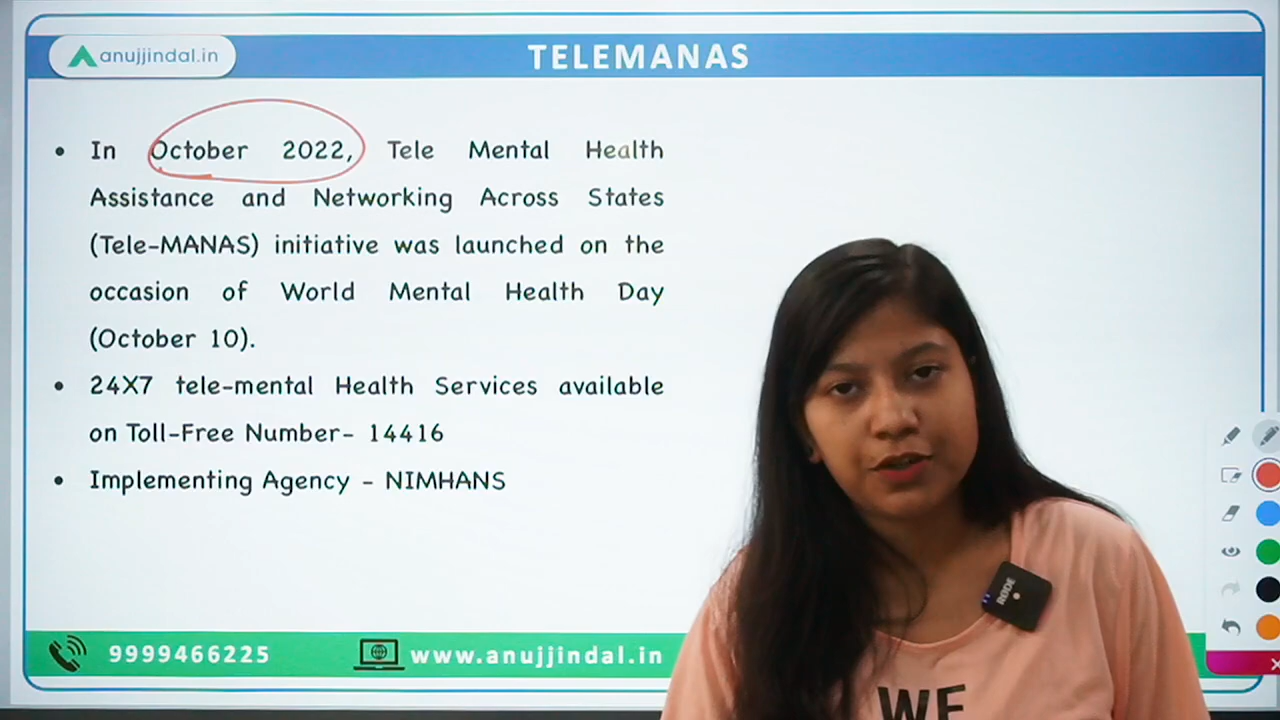 anujjindal.in
TELEMANAS
• In October 2022, Tele Mental Health
Assistance and Networking Across States
(Tele-MANAS) initiative was launched on the
occasion of World Mental Health Day
(October 10).
• 24X7 tele-mental Health Services available
on Toll-Free Number- 14416
• Implementing Agency - NIMHANS
9999466225
www.anujjindal.in
RØDE
WE